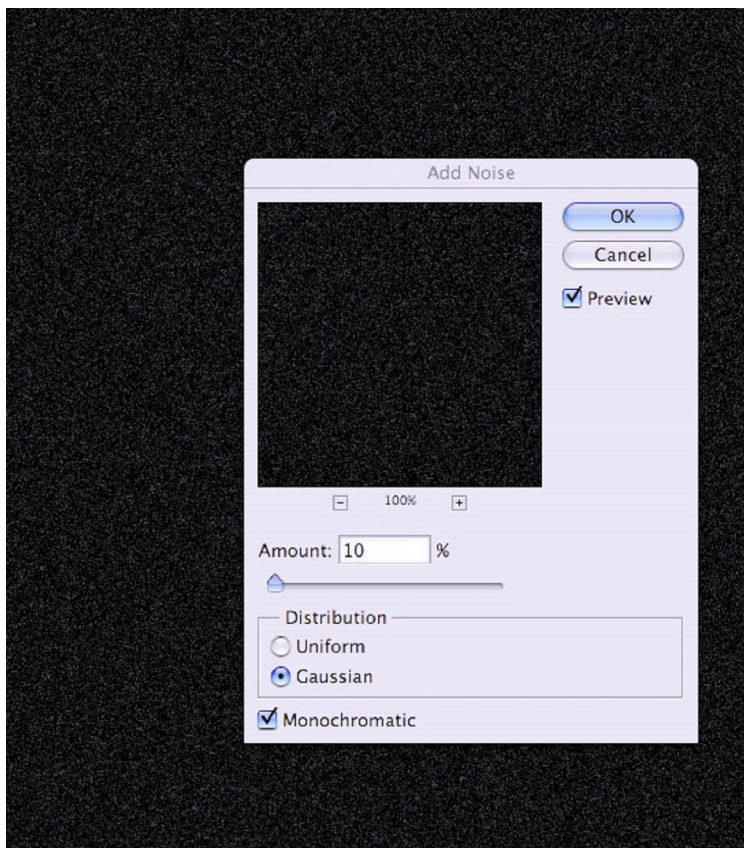 Add Noise
OK
Cancel
Preview
100%
Amount: 10 %
Distribution
Uniform
Gaussian
Monochromatic